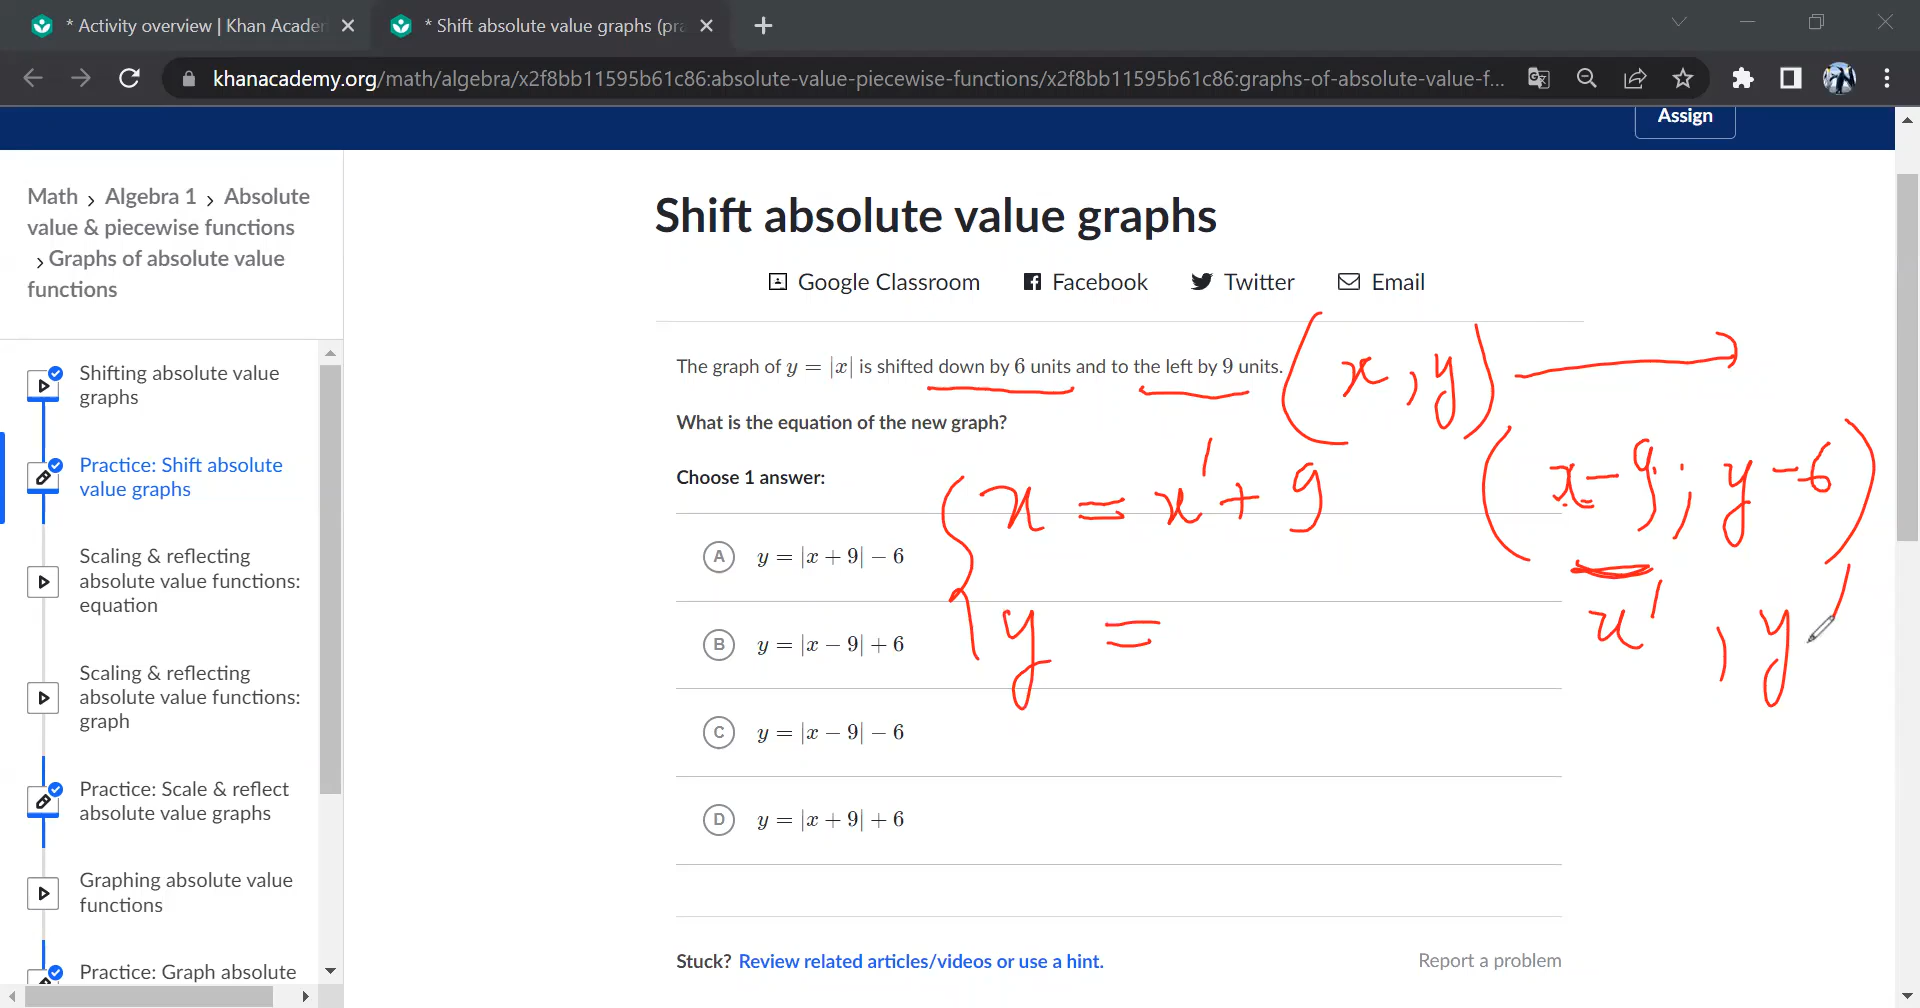 * Activity overview | Khan Acade
* Shift absolute value graphs (pra
khanacademy.org/math/algebra/x2f8bb11595b61c86:absolute-value-piecewise-functions/x2f8bb11595b61c86:graphs-of-absolute-value-f...
Assign
Math > Algebra 1 > Absolute
value & piecewise functions
> Graphs of absolute value
functions
Shifting absolute value
graphs
Practice: Shift absolute
value graphs
Scaling & reflecting
absolute value functions:
equation
Scaling & reflecting
absolute value functions:
graph
Practice: Scale & reflect
absolute value graphs
Graphing absolute value
functions
Practice: Graph absolute
Shift absolute value graphs
Google Classroom Facebook Twitter Email
The graph of y = |x| is shifted down by 6 units and to the left by 9 units.
(x, y) →
What is the equation of the new graph?
(x-9; y-6)
Choose 1 answer:
x = x' + 9
A y = |x + 9| − 6
x', y'
y =
B y = |x − 9| + 6
C y = |x − 9| − 6
D y = |x + 9| + 6
Stuck? Review related articles/videos or use a hint.
Report a problem